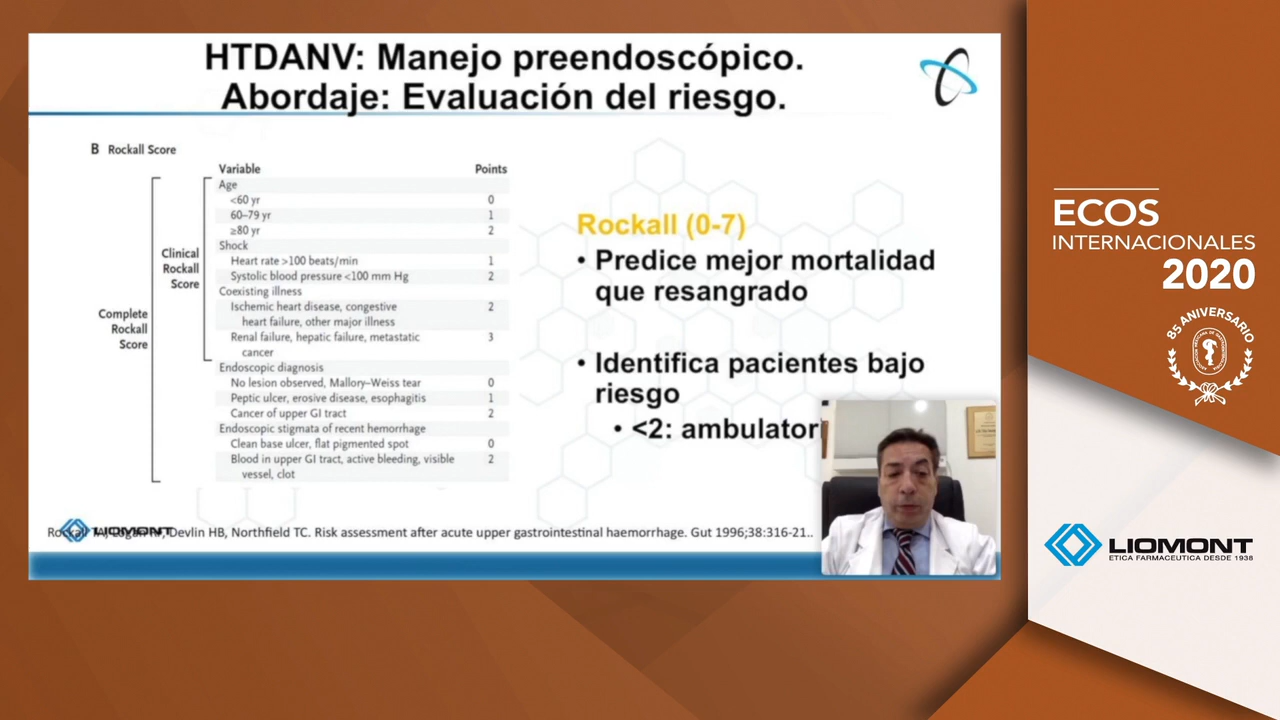 HTDANV: Manejo preendoscópico.
Abordaje: Evaluación del riesgo.
B Rockall Score
Variable Points
Age
<60 yr 0
60–79 yr 1
≥80 yr 2
Shock
Heart rate >100 beats/min 1
Systolic blood pressure <100 mm Hg 2
Coexisting illness
Ischemic heart disease, congestive 2
heart failure, other major illness
Renal failure, hepatic failure, metastatic 3
cancer
Endoscopic diagnosis
No lesion observed, Mallory–Weiss tear 0
Peptic ulcer, erosive disease, esophagitis 1
Cancer of upper GI tract 2
Endoscopic stigmata of recent hemorrhage
Clean base ulcer, flat pigmented spot 0
Blood in upper GI tract, active bleeding, visible 2
vessel, clot
Clinical
Rockall
Score
Complete
Rockall
Score
Rockall (0-7)
• Predice mejor mortalidad
que resangrado
• Identifica pacientes bajo
riesgo
• <2: ambulatori
LIOMONT
Devlin HB, Northfield TC. Risk assessment after acute upper gastrointestinal haemorrhage. Gut 1996;38:316-21..
ECOS
INTERNACIONALES
2020
85 ANIVERSARIO
LIOMONT
ETICA FARMACEUTICA DESDE 1938